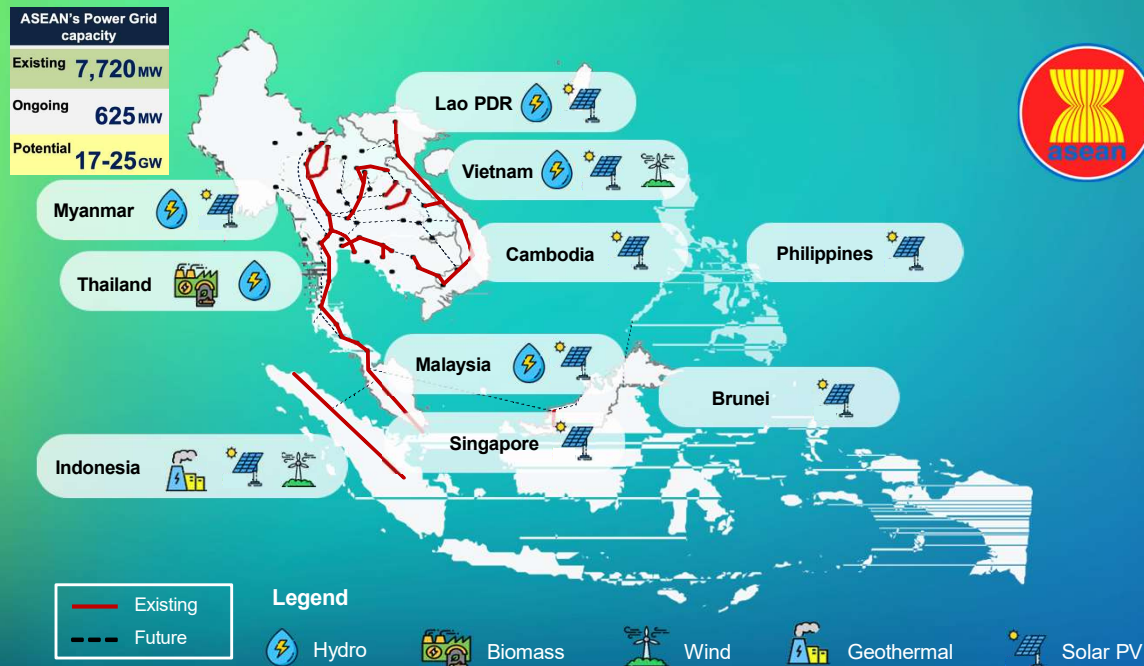 ASEAN's Power Grid
capacity
Existing 7,720 MW
Ongoing 625 MW
Potential 17-25 GW
asean
Lao PDR
Vietnam
Myanmar
Cambodia
Philippines
Thailand
Malaysia
Brunei
Singapore
Indonesia
Existing
Future
Legend
Hydro
Biomass
Wind
Geothermal
Solar PV